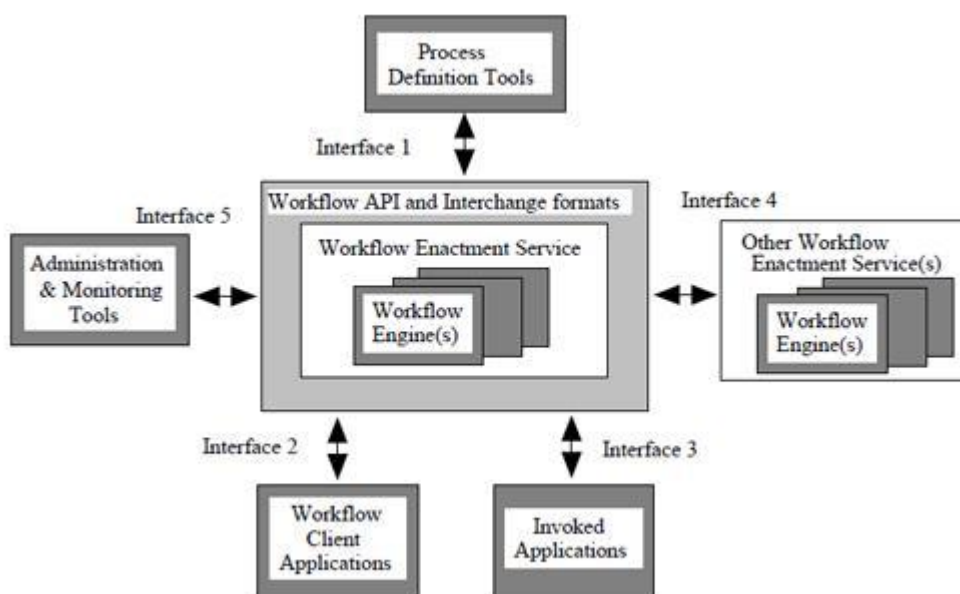 Process
Definition Tools
Interface 1
Workflow API and Interchange formats
Interface 5
Interface 4
Workflow Enactment Service
Other Workflow
Enactment Service(s)
Administration
& Monitoring
Tools
Workflow
Engine(s)
Workflow
Engine(s)
Interface 2
Interface 3
Workflow
Client
Applications
Invoked
Applications